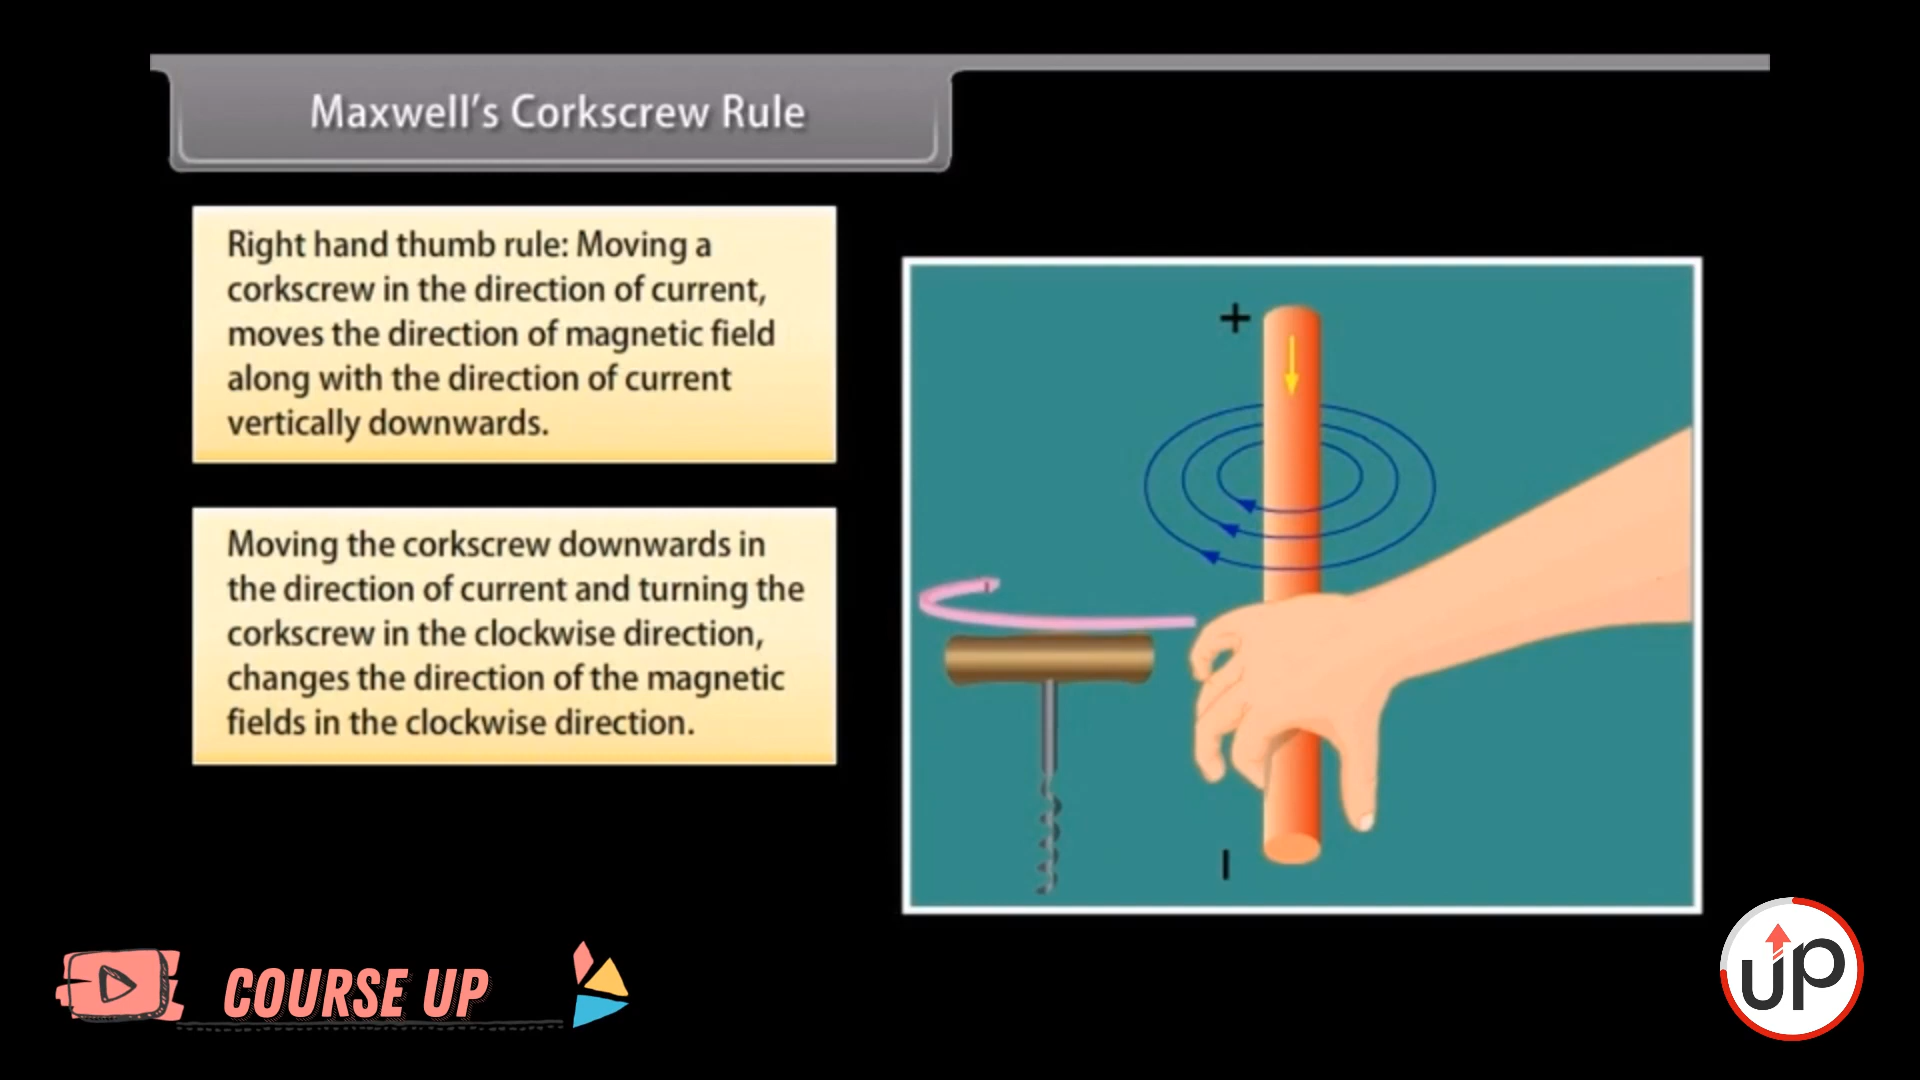 Maxwell's Corkscrew Rule
Right hand thumb rule: Moving a
corkscrew in the direction of current,
moves the direction of magnetic field
along with the direction of current
vertically downwards.
Moving the corkscrew downwards in
the direction of current and turning the
corkscrew in the clockwise direction,
changes the direction of the magnetic
fields in the clockwise direction.
+
I
COURSE UP
UP